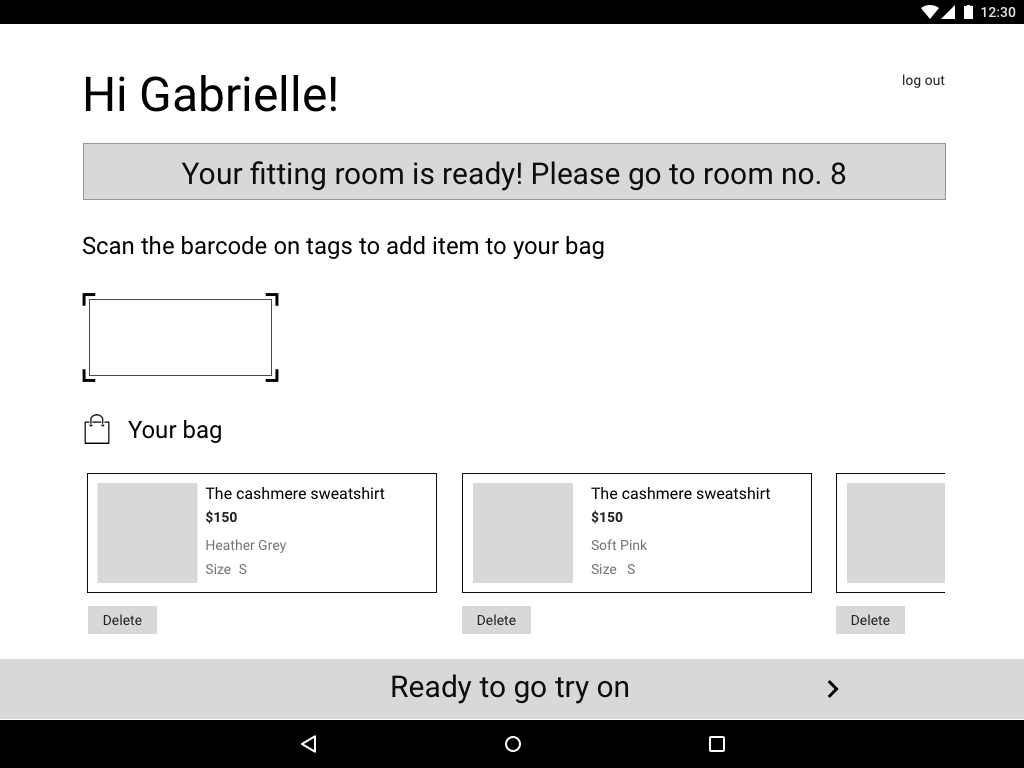 12:30
Hi Gabrielle!
log out
Your fitting room is ready! Please go to room no. 8
Scan the barcode on tags to add item to your bag
Your bag
The cashmere sweatshirt
$150
Heather Grey
Size S
Delete
The cashmere sweatshirt
$150
Soft Pink
Size S
Delete
Delete
Ready to go try on